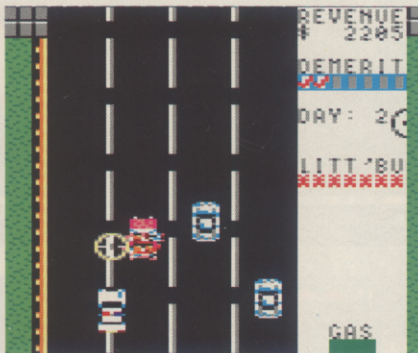 REVENUE
$ 2205
DEMERIT
DAY: 2
LITT'BU
GAS